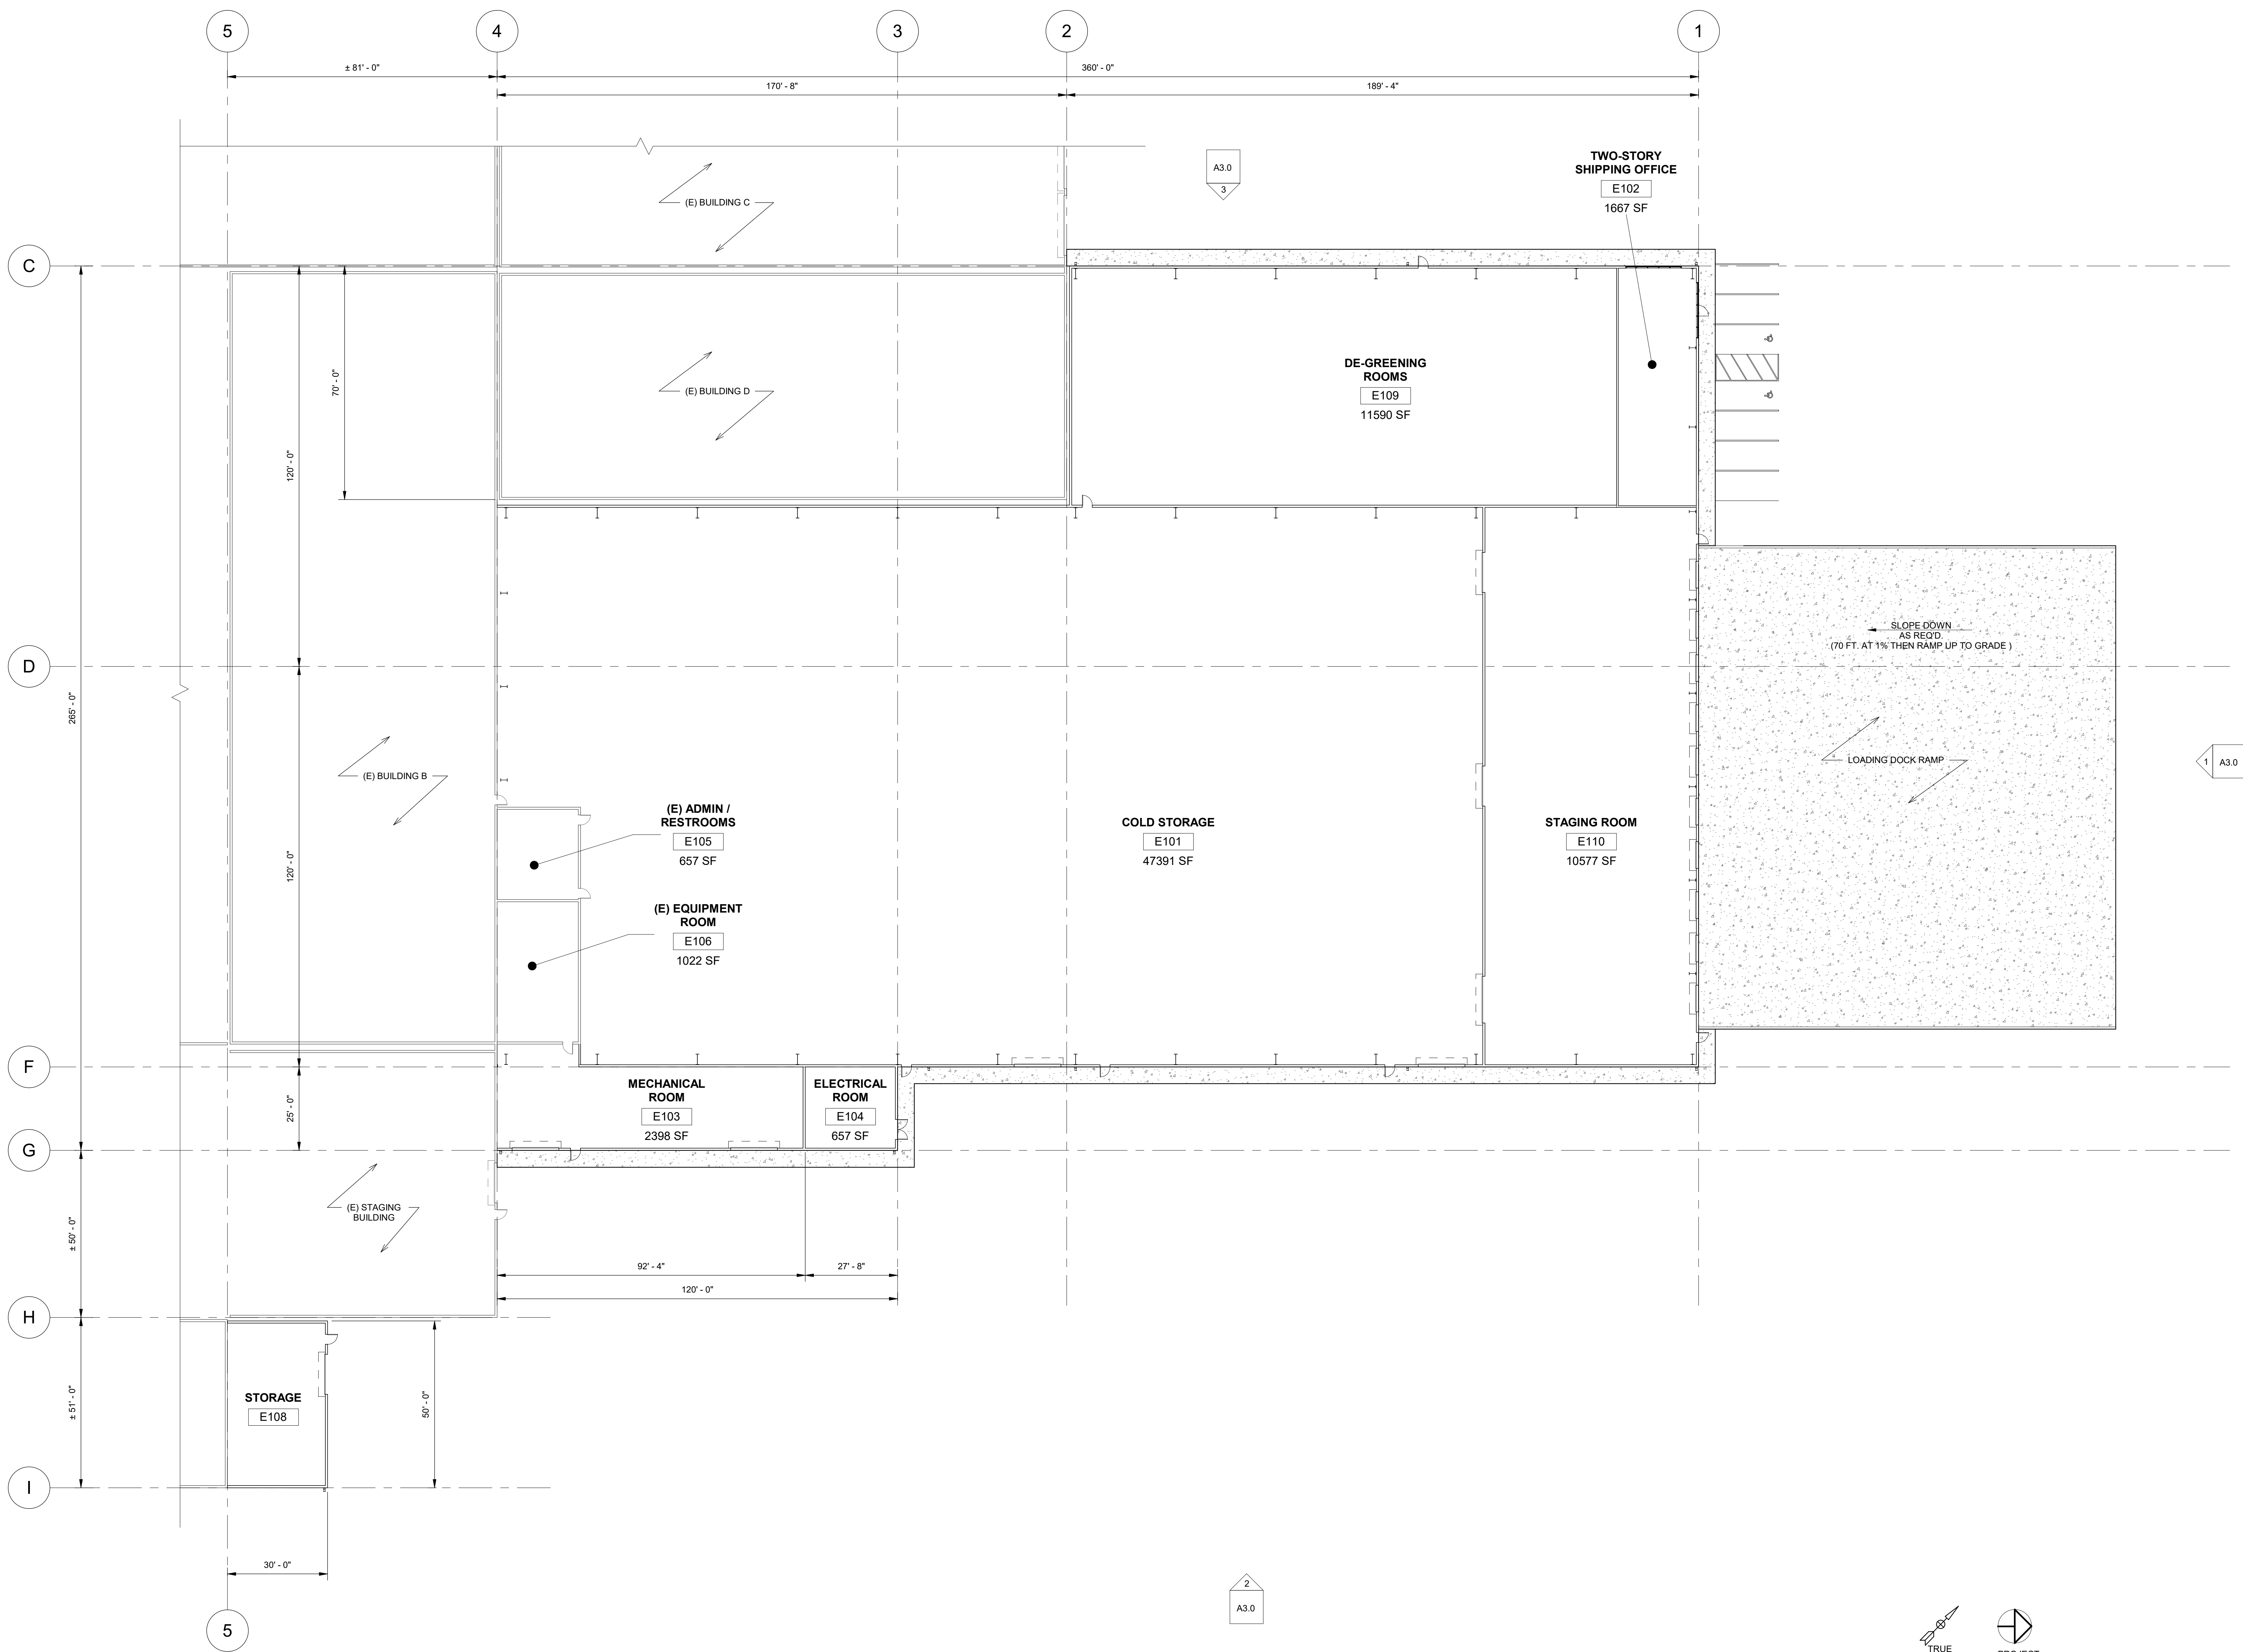 5
4
3
2
1
± 81' - 0"
360' - 0"
170' - 8"
189' - 4"
A3.0
3
TWO-STORY
SHIPPING OFFICE
E102
1667 SF
(E) BUILDING C
C
DE-GREENING
ROOMS
E109
11590 SF
70' - 0"
(E) BUILDING D
120' - 0"
SLOPE DOWN
AS REQ'D.
(70 FT. AT 1% THEN RAMP UP TO GRADE )
D
265' - 0"
(E) BUILDING B
LOADING DOCK RAMP
1
A3.0
(E) ADMIN /
RESTROOMS
E105
657 SF
COLD STORAGE
E101
47391 SF
STAGING ROOM
E110
10577 SF
120' - 0"
(E) EQUIPMENT
ROOM
E106
1022 SF
F
MECHANICAL
ROOM
E103
2398 SF
ELECTRICAL
ROOM
E104
657 SF
25' - 0"
G
(E) STAGING
BUILDING
± 50' - 0"
92' - 4"
27' - 8"
120' - 0"
H
STORAGE
E108
± 51' - 0"
50' - 0"
I
30' - 0"
2
A3.0
5
TRUE